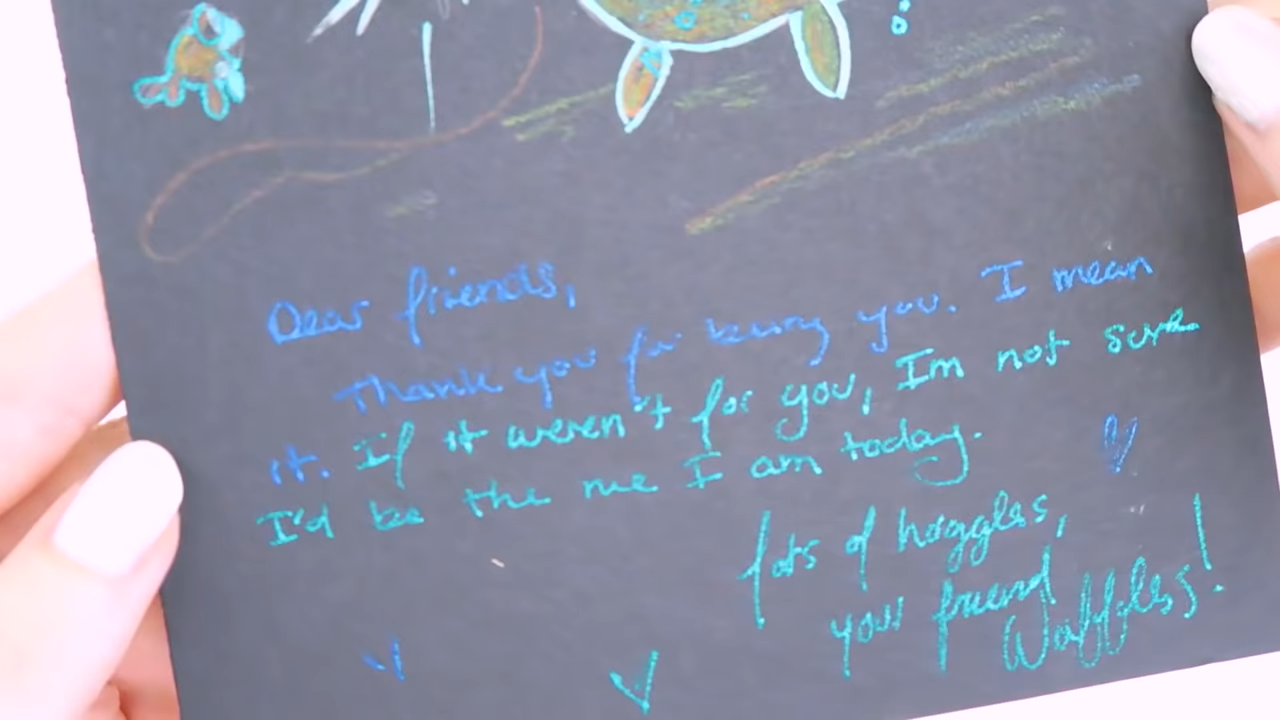 Dear friends,
Thank you for being you. I mean
it. If it weren't for you, Im not sure
I'd be the me I am today.
lots of huggles,
your friend
Waffles!